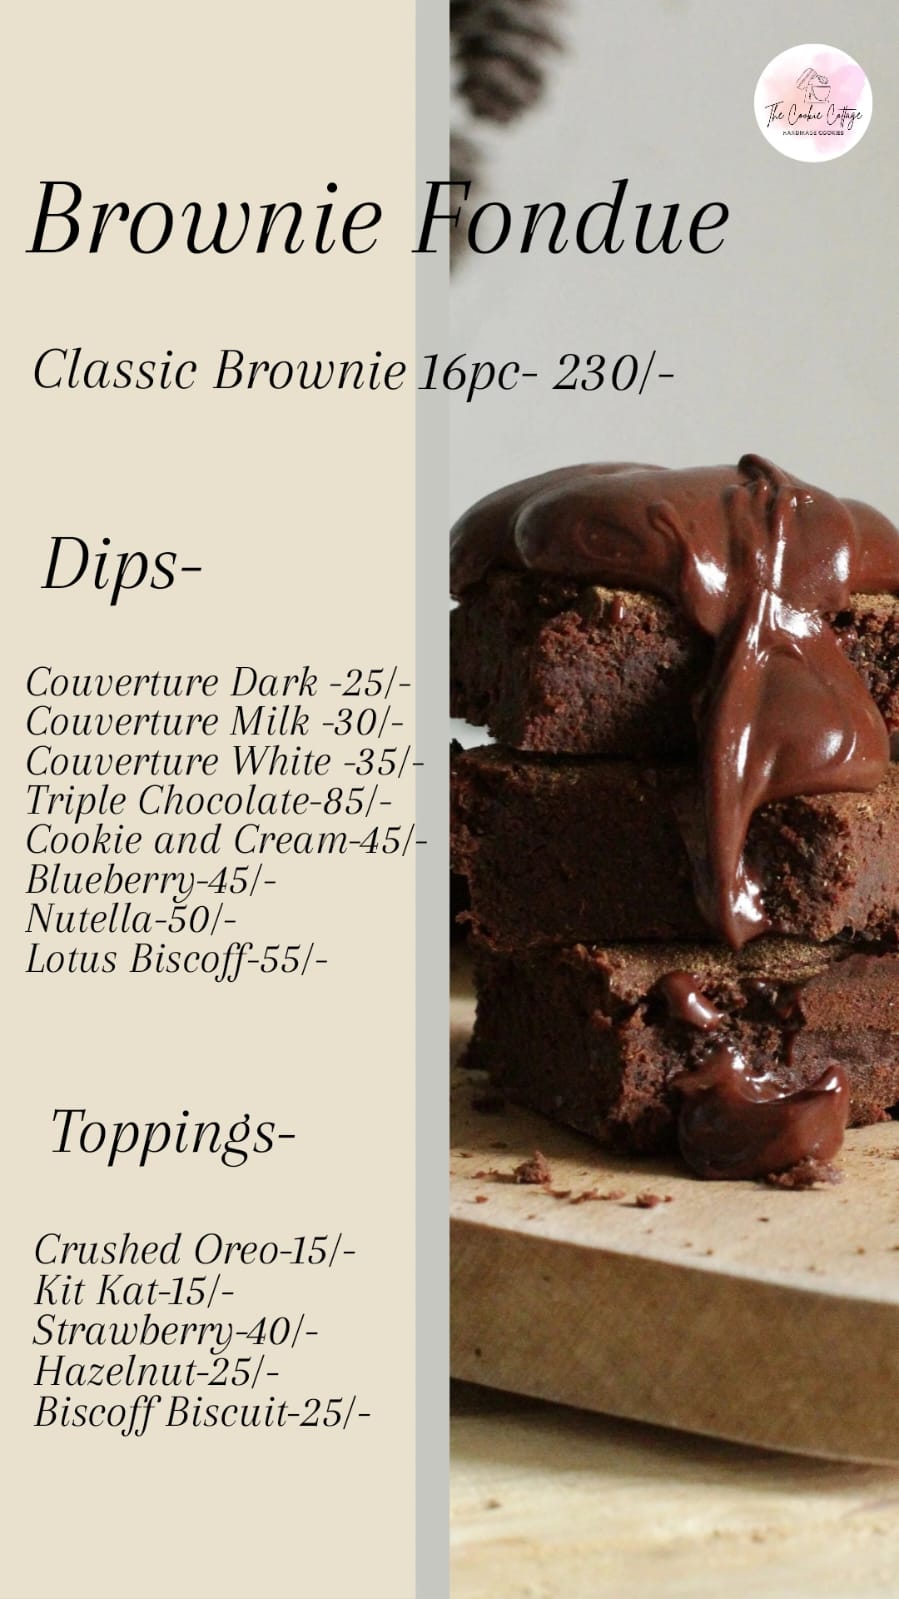 The Cookie Cottage
HANDMADE COOKIES
Brownie Fondue
Classic Brownie 16pc- 230/-
Dips-
Couverture Dark -25/-
Couverture Milk -30/-
Couverture White -35/-
Triple Chocolate-85/-
Cookie and Cream-45/-
Blueberry-45/-
Nutella-50/-
Lotus Biscoff-55/-
Toppings-
Crushed Oreo-15/-
Kit Kat-15/-
Strawberry-40/-
Hazelnut-25/-
Biscoff Biscuit-25/-